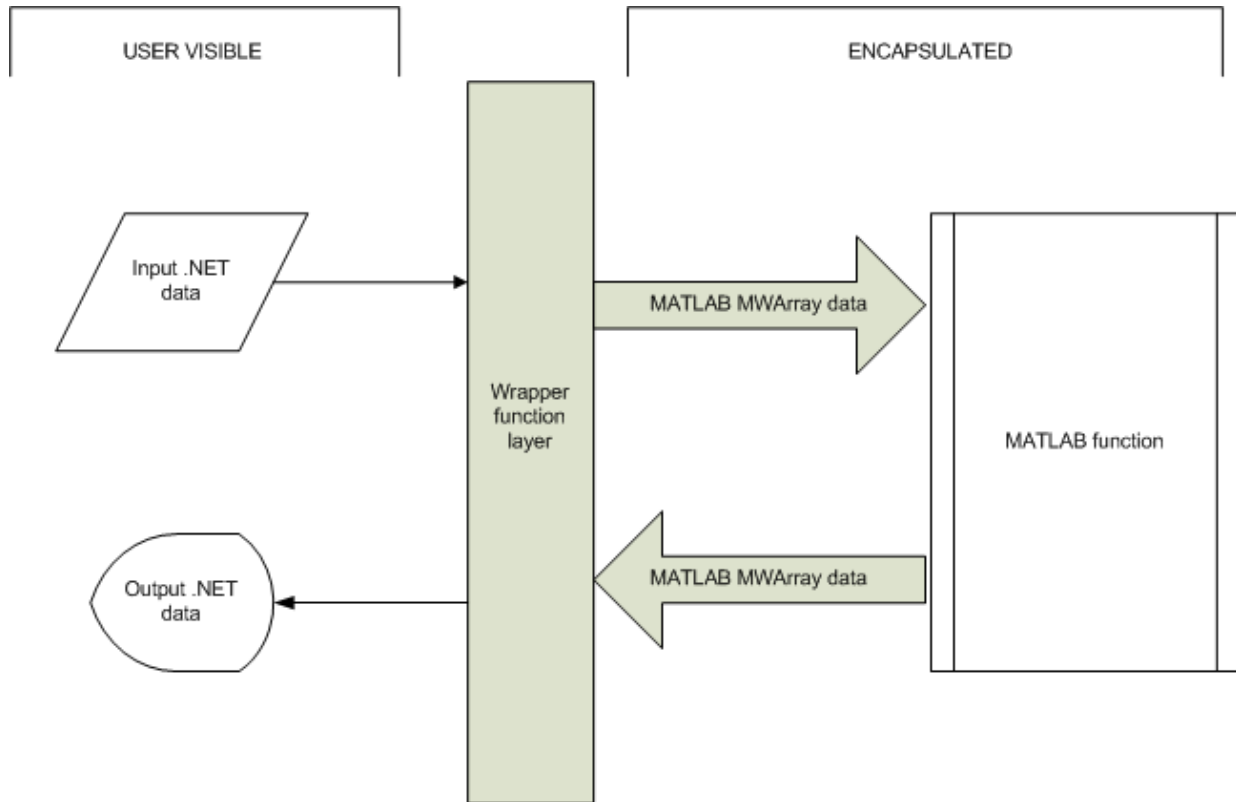 USER VISIBLE
ENCAPSULATED
Input .NET
data
MATLAB MWArray data
Wrapper
function
layer
MATLAB function
MATLAB MWArray data
Output .NET
data